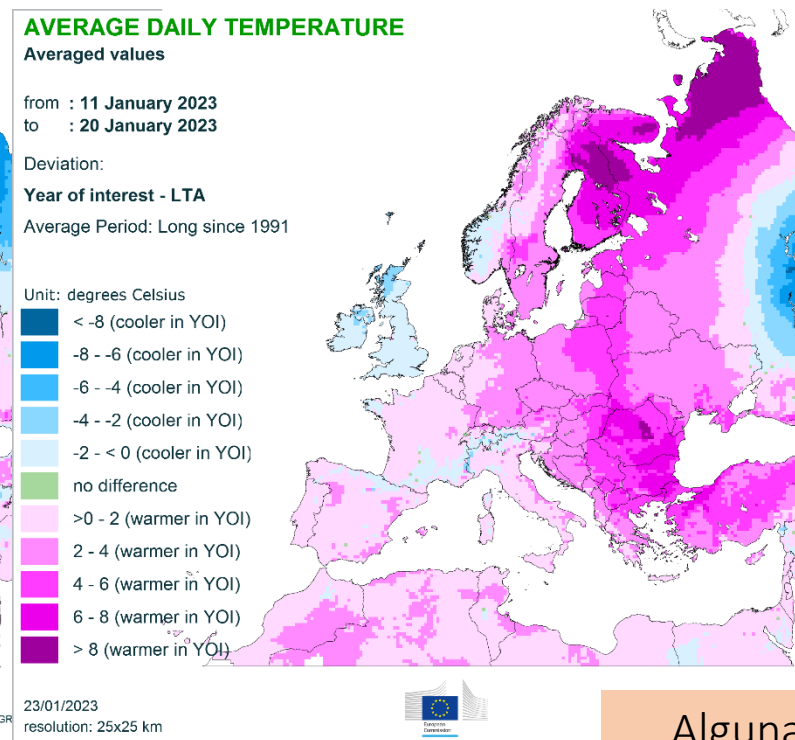 AVERAGE DAILY TEMPERATURE
Averaged values
from : 11 January 2023
to : 20 January 2023
Deviation:
Year of interest - LTA
Average Period: Long since 1991
Unit: degrees Celsius
< -8 (cooler in YOI)
-8 - -6 (cooler in YOI)
-6 - -4 (cooler in YOI)
-4 - -2 (cooler in YOI)
-2 - < 0 (cooler in YOI)
no difference
>0 - 2 (warmer in YOI)
2 - 4 (warmer in YOI)
4 - 6 (warmer in YOI)
6 - 8 (warmer in YOI)
> 8 (warmer in YOI)
23/01/2023
GR
resolution: 25x25 km
European
Commission
Alguna